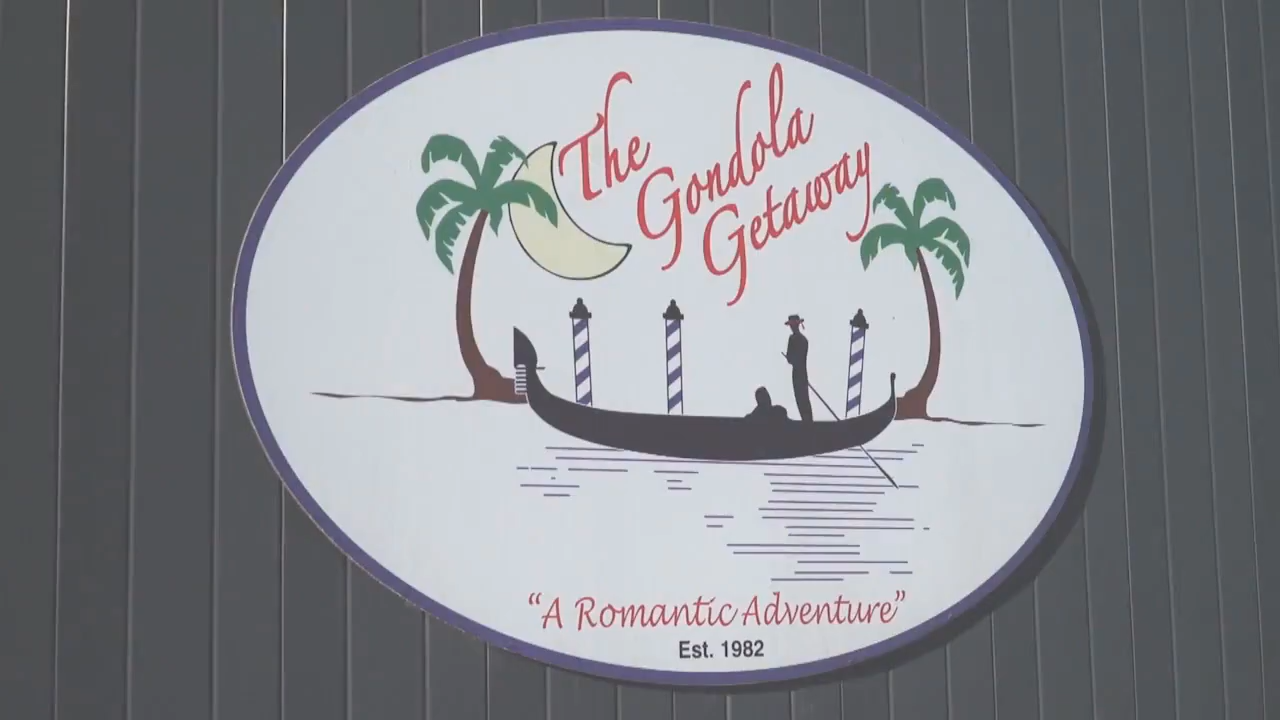 The
Gondola
Getaway
“A Romantic Adventure”
Est. 1982